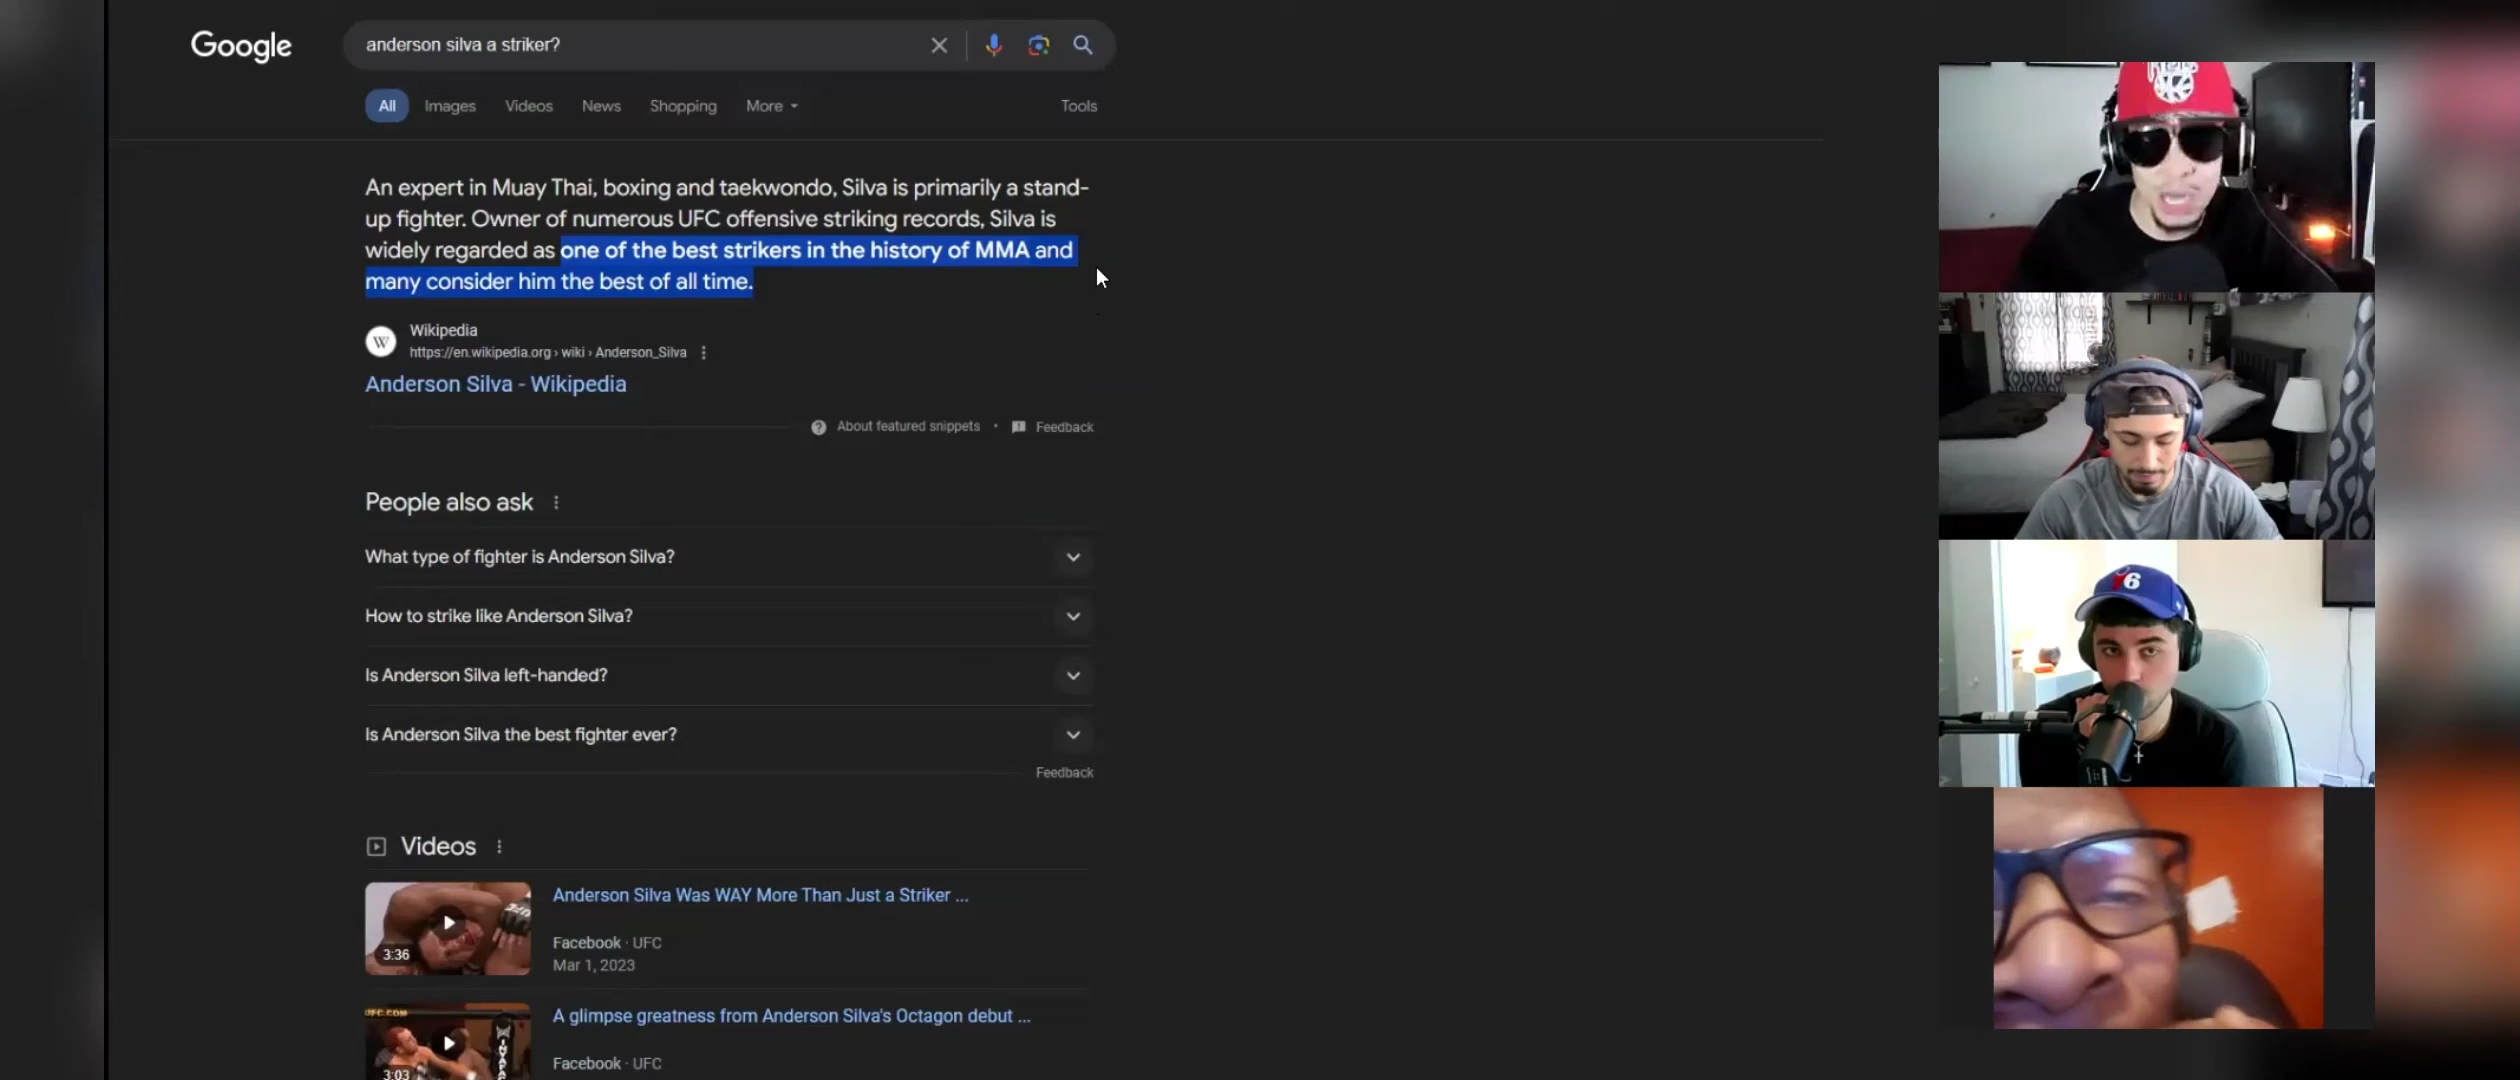 Google
anderson silva a striker?
All
Images
Videos
News
Shopping
More
Tools
An expert in Muay Thai, boxing and taekwondo, Silva is primarily a stand-
up fighter. Owner of numerous UFC offensive striking records, Silva is
widely regarded as one of the best strikers in the history of MMA and
many consider him the best of all time.
W
Wikipedia
https://en.wikipedia.org › wiki › Anderson_Silva
Anderson Silva - Wikipedia
About featured snippets • Feedback
People also ask
What type of fighter is Anderson Silva?
How to strike like Anderson Silva?
Is Anderson Silva left-handed?
Is Anderson Silva the best fighter ever?
Feedback
Videos
Anderson Silva Was WAY More Than Just a Striker ...
3:36
Facebook · UFC
Mar 1, 2023
A glimpse greatness from Anderson Silva's Octagon debut ...
UFC.COM
3:03
Facebook · UFC
76